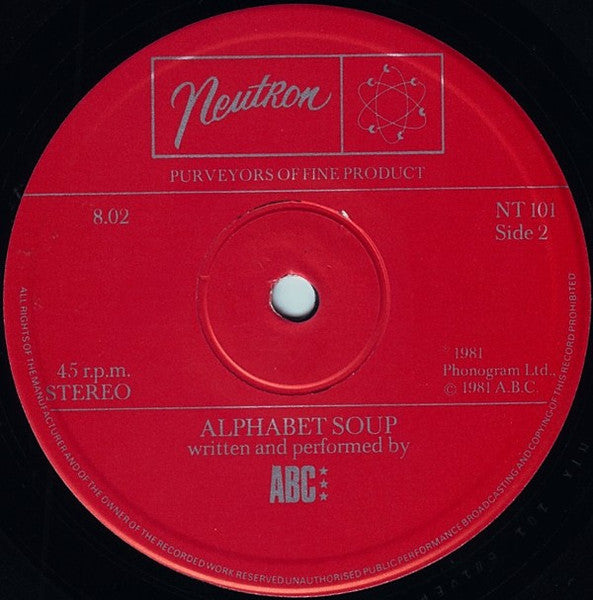 Neutron
PURVEYORS OF FINE PRODUCT
8.02
NT 101
Side 2
45 r.p.m.
STEREO
1981
Phonogram Ltd.,
© 1981 A.B.C.
ALPHABET SOUP
written and performed by
ABC
ALL RIGHTS OF THE MANUFACTURER AND OF THE OWNER OF THE RECORDED WORK RESERVED UNAUTHORISED PUBLIC PERFORMANCE BROADCASTING AND COPYING OF THIS RECORD PROHIBITED